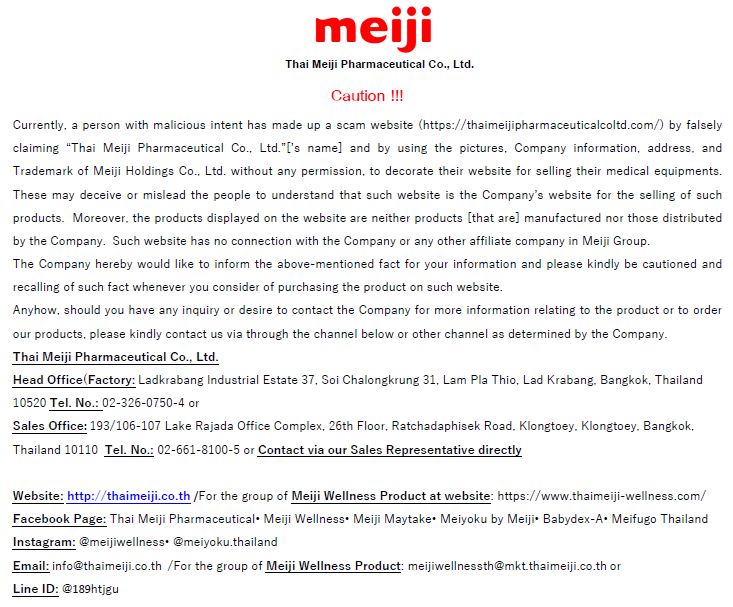 meiji
Thai Meiji Pharmaceutical Co., Ltd.
Caution !!!
Currently, a person with malicious intent has made up a scam website (https://thaimeijipharmaceuticalcoltd.com/) by falsely
claiming “Thai Meiji Pharmaceutical Co., Ltd.”['s name] and by using the pictures, Company information, address, and
Trademark of Meiji Holdings Co., Ltd. without any permission, to decorate their website for selling their medical equipments.
These may deceive or mislead the people to understand that such website is the Company’s website for the selling of such
products. Moreover, the products displayed on the website are neither products [that are] manufactured nor those distributed
by the Company. Such website has no connection with the Company or any other affiliate company in Meiji Group.
The Company hereby would like to inform the above-mentioned fact for your information and please kindly be cautioned and
recalling of such fact whenever you consider of purchasing the product on such website.
Anyhow, should you have any inquiry or desire to contact the Company for more information relating to the product or to order
our products, please kindly contact us via through the channel below or other channel as determined by the Company.
Thai Meiji Pharmaceutical Co., Ltd.
Head Office(Factory: Ladkrabang Industrial Estate 37, Soi Chalongkrung 31, Lam Pla Thio, Lad Krabang, Bangkok, Thailand
10520 Tel. No.: 02-326-0750-4 or
Sales Office: 193/106-107 Lake Rajada Office Complex, 26th Floor, Ratchadaphisek Road, Klongtoey, Klongtoey, Bangkok,
Thailand 10110 Tel. No.: 02-661-8100-5 or Contact via our Sales Representative directly
Website: http://thaimeiji.co.th /For the group of Meiji Wellness Product at website: https://www.thaimeiji-wellness.com/
Facebook Page: Thai Meiji Pharmaceutical• Meiji Wellness• Meiji Maytake• Meiyoku by Meiji• Babydex-A• Meifugo Thailand
Instagram: @meijiwellness• @meiyoku.thailand
Email: info@thaimeiji.co.th /For the group of Meiji Wellness Product: meijiwellnessth@mkt.thaimeiji.co.th or
Line ID: @189htjgu